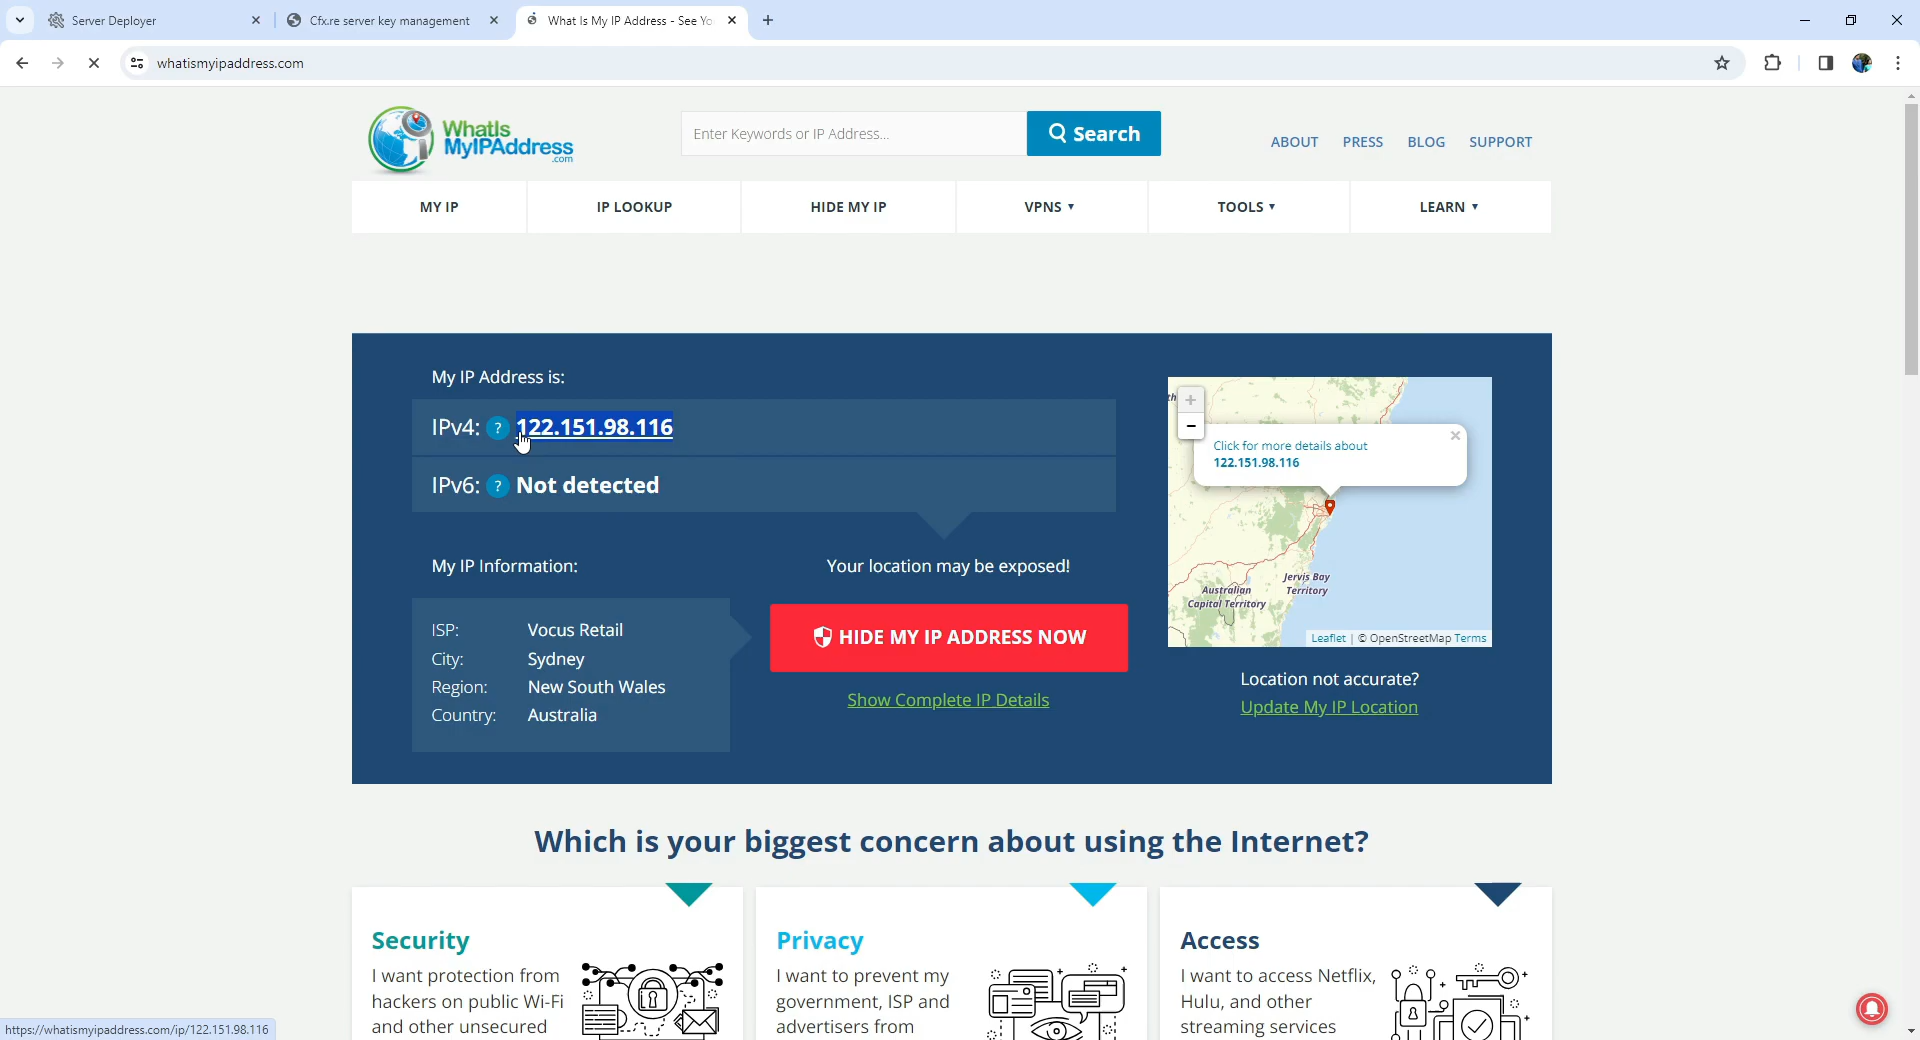 Server Deployer
Cfx.re server key management
What Is My IP Address - See Yo
whatismyipaddress.com
WhatIs
MyIPAddress
.com
Enter Keywords or IP Address...
Search
ABOUT
PRESS
BLOG
SUPPORT
MY IP
IP LOOKUP
HIDE MY IP
VPNS
TOOLS
LEARN
My IP Address is:
IPv4: ? 122.151.98.116
IPv6: ? Not detected
Click for more details about
122.151.98.116
Australian
Capital Territory
Jervis Bay
Territory
Leaflet | © OpenStreetMap Terms
My IP Information:
ISP: Vocus Retail
City: Sydney
Region: New South Wales
Country: Australia
Your location may be exposed!
HIDE MY IP ADDRESS NOW
Show Complete IP Details
Location not accurate?
Update My IP Location
Which is your biggest concern about using the Internet?
Security
I want protection from
hackers on public Wi-Fi
and other unsecured
Privacy
I want to prevent my
government, ISP and
advertisers from
Access
I want to access Netflix,
Hulu, and other
streaming services
https://whatismyipaddress.com/ip/122.151.98.116